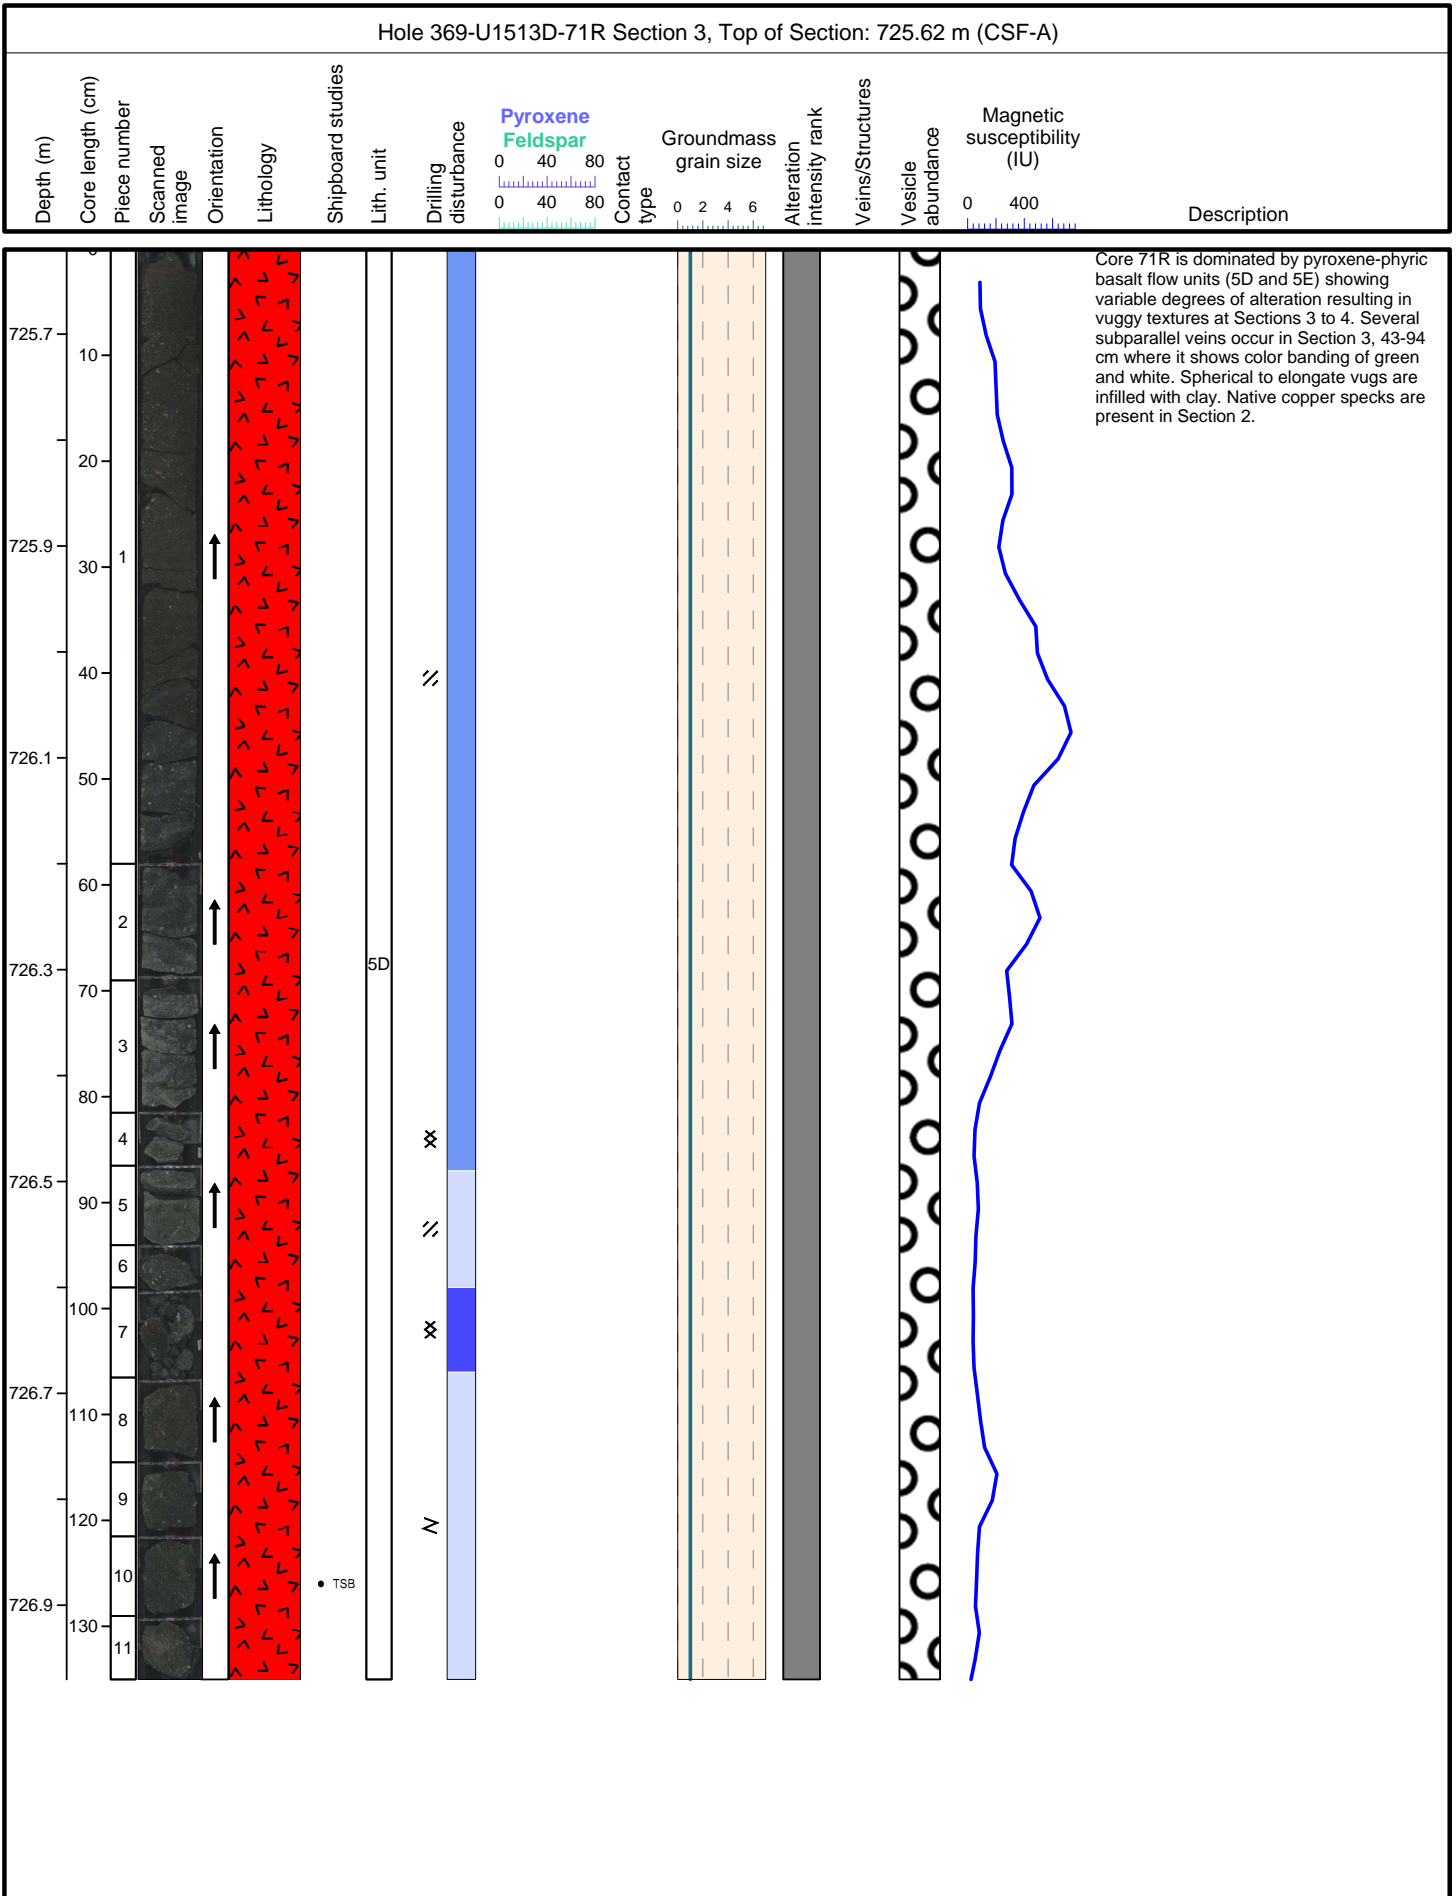 Hole 369-U1513D-71R Section 3, Top of Section: 725.62 m (CSF-A)
Depth (m)
Core length (cm)
Piece number
Scanned
image
Orientation
Lithology
Shipboard studies
Lith. unit
Drilling
disturbance
Pyroxene
Feldspar
0 40 80
0 40 80
Contact
type
Groundmass
grain size
0 2 4 6
Alteration
intensity rank
Veins/Structures
Vesicle
abundance
Magnetic
susceptibility
(IU)
0 400
Description
Core 71R is dominated by pyroxene-phyric
basalt flow units (5D and 5E) showing
variable degrees of alteration resulting in
vuggy textures at Sections 3 to 4. Several
subparallel veins occur in Section 3, 43-94
cm where it shows color banding of green
and white. Spherical to elongate vugs are
infilled with clay. Native copper specks are
present in Section 2.
725.7
725.9
726.1
726.3
726.5
726.7
726.9
0
10
20
30
40
50
60
70
80
90
100
110
120
130
1
2
3
4
5
6
7
8
9
10
11
TSB
5D